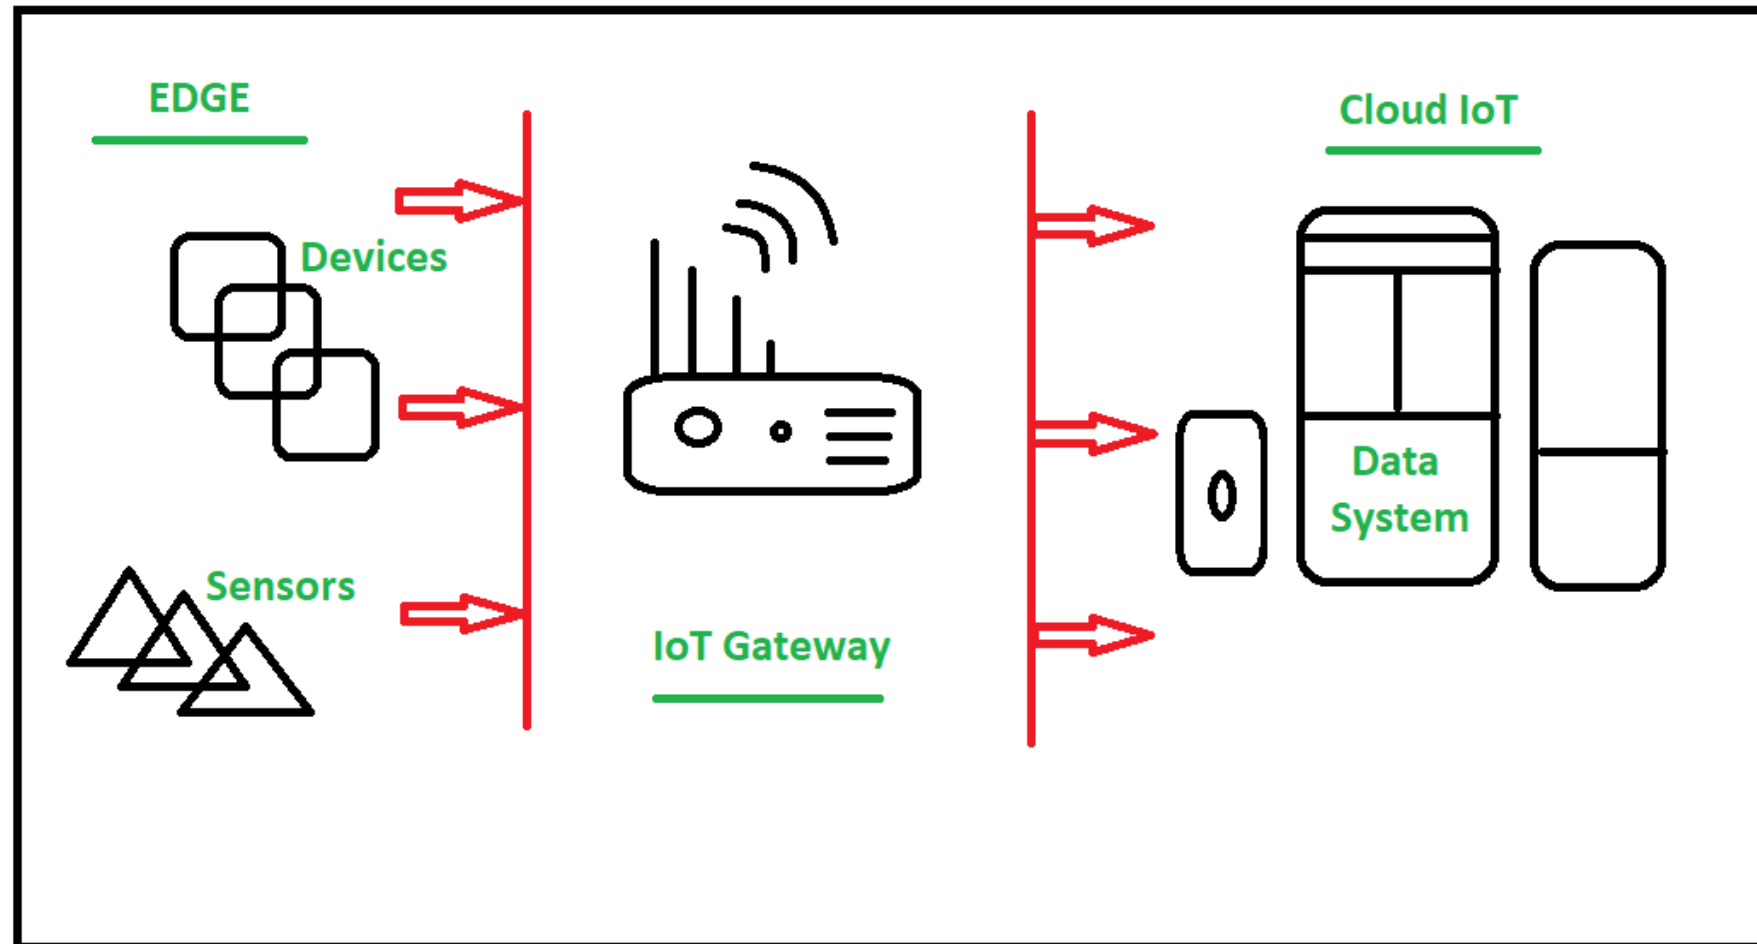 EDGE
Devices
Sensors
IoT Gateway
Cloud IoT
Data
System